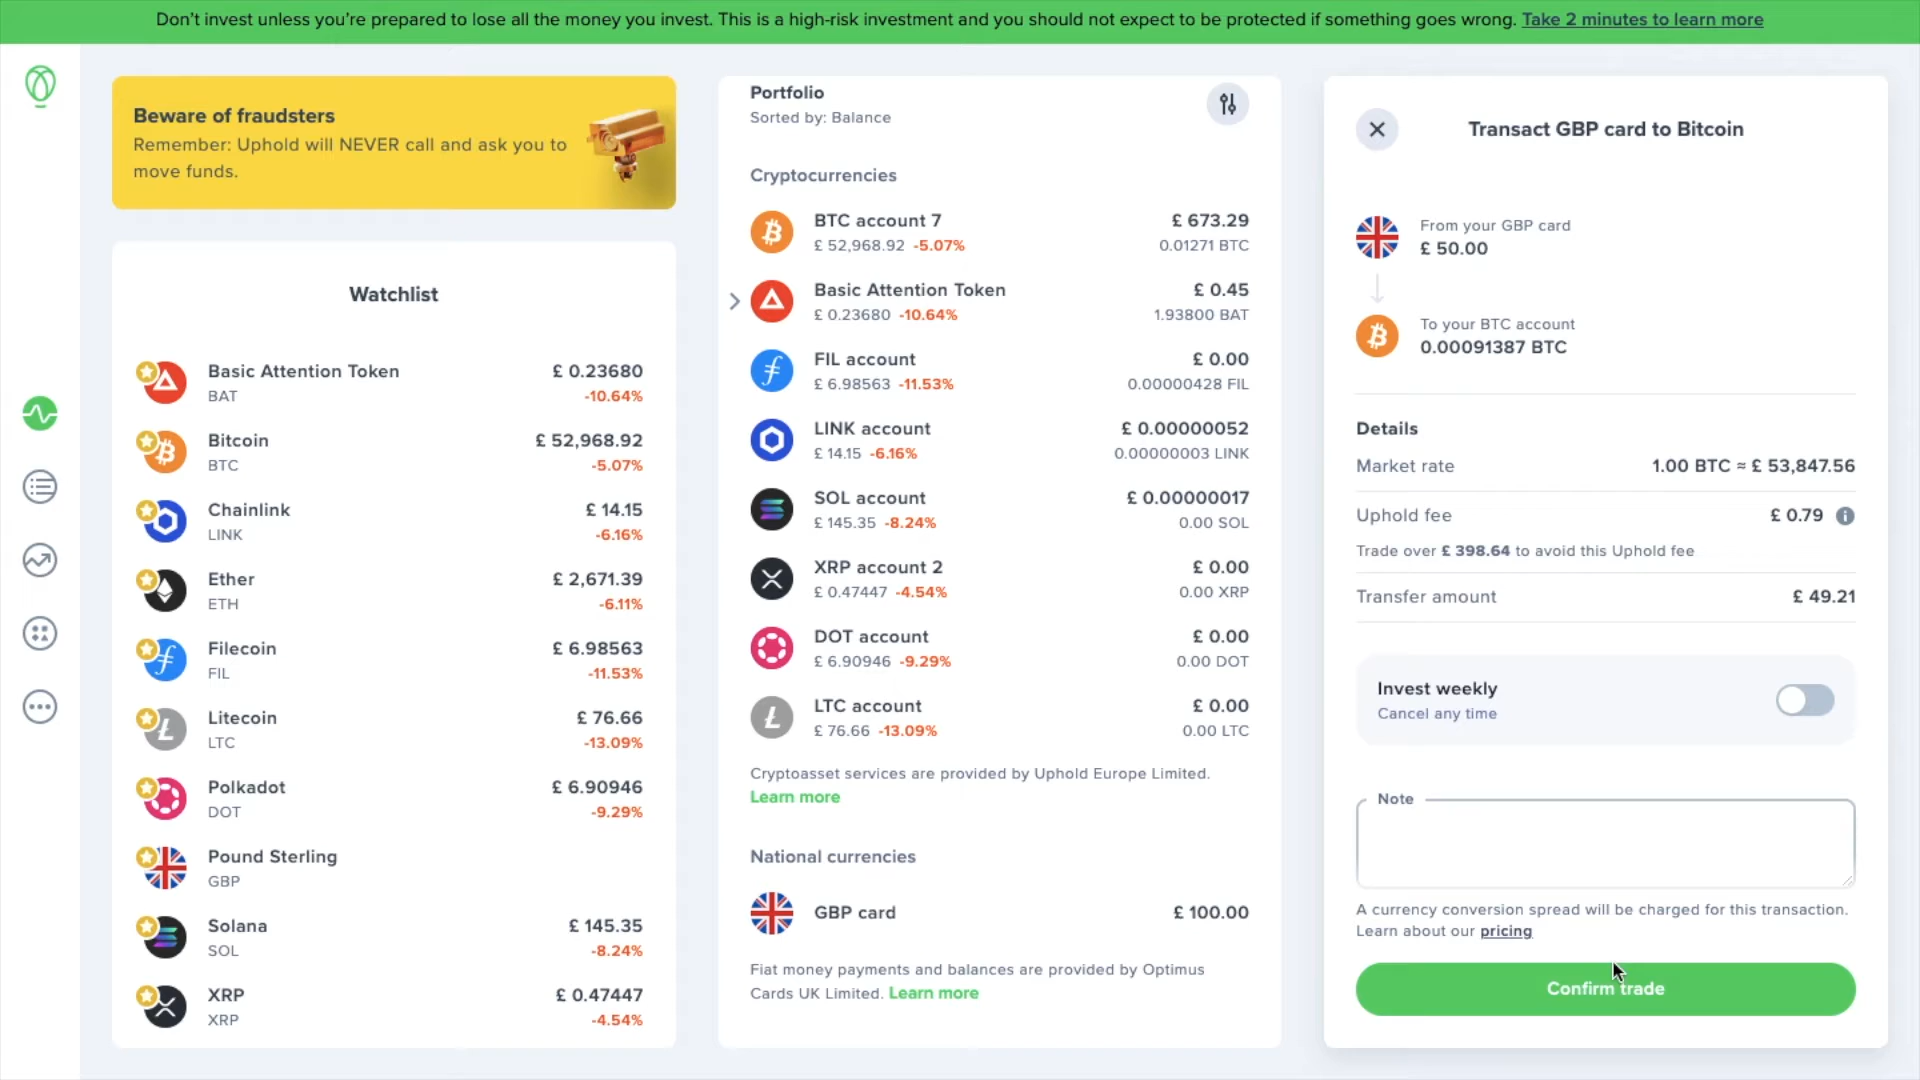 Don't invest unless you're prepared to lose all the money you invest. This is a high-risk investment and you should not expect to be protected if something goes wrong. Take 2 minutes to learn more
Beware of fraudsters
Remember: Uphold will NEVER call and ask you to
move funds.
Watchlist
Basic Attention Token £ 0.23680
BAT -10.64%
Bitcoin £ 52,968.92
BTC -5.07%
Chainlink £ 14.15
LINK -6.16%
Ether £ 2,671.39
ETH -6.11%
Filecoin £ 6.98563
FIL -11.53%
Litecoin £ 76.66
LTC -13.09%
Polkadot £ 6.90946
DOT -9.29%
Pound Sterling
GBP
Solana £ 145.35
SOL -8.24%
XRP £ 0.47447
XRP -4.54%
Portfolio
Sorted by: Balance
Cryptocurrencies
BTC account 7 £ 673.29
£ 52,968.92 -5.07% 0.01271 BTC
Basic Attention Token £ 0.45
£ 0.23680 -10.64% 1.93800 BAT
FIL account £ 0.00
£ 6.98563 -11.53% 0.00000428 FIL
LINK account £ 0.00000052
£ 14.15 -6.16% 0.00000003 LINK
SOL account £ 0.00000017
£ 145.35 -8.24% 0.00 SOL
XRP account 2 £ 0.00
£ 0.47447 -4.54% 0.00 XRP
DOT account £ 0.00
£ 6.90946 -9.29% 0.00 DOT
LTC account £ 0.00
£ 76.66 -13.09% 0.00 LTC
Cryptoasset services are provided by Uphold Europe Limited.
Learn more
National currencies
GBP card £ 100.00
Fiat money payments and balances are provided by Optimus
Cards UK Limited. Learn more
Transact GBP card to Bitcoin
From your GBP card
£ 50.00
To your BTC account
0.00091387 BTC
Details
Market rate 1.00 BTC ≈ £ 53,847.56
Uphold fee £ 0.79
Trade over £ 398.64 to avoid this Uphold fee
Transfer amount £ 49.21
Invest weekly
Cancel any time
Note
A currency conversion spread will be charged for this transaction.
Learn about our pricing
Confirm trade